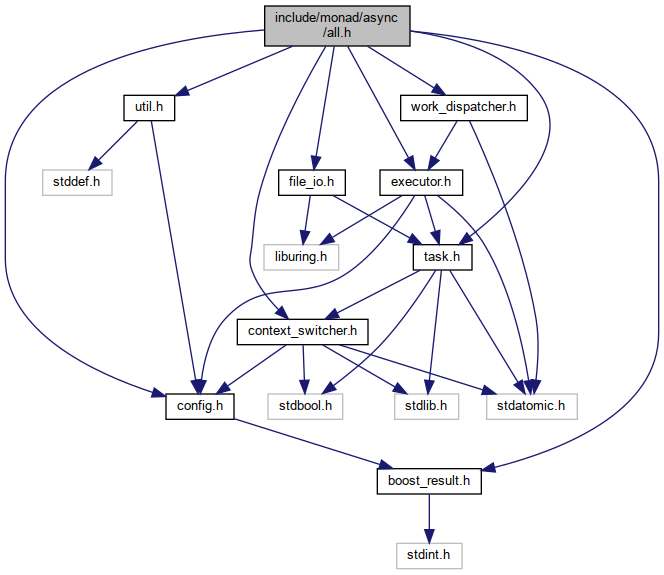 include/monad/async
/all.h
util.h
work_dispatcher.h
stddef.h
file_io.h
executor.h
liburing.h
task.h
context_switcher.h
config.h
stdbool.h
stdlib.h
stdatomic.h
boost_result.h
stdint.h